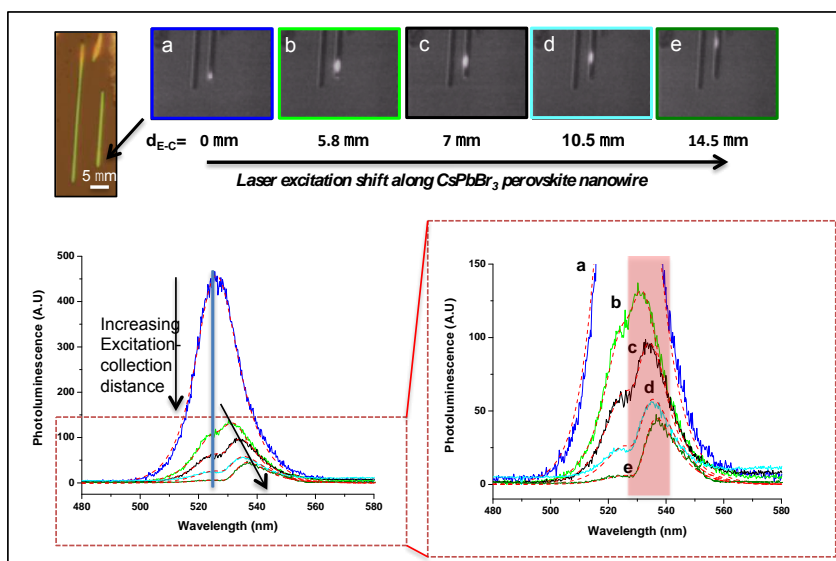 a
b
c
d
e
5 mm
dE-C=
0 mm
5.8 mm
7 mm
10.5 mm
14.5 mm
Laser excitation shift along CsPbBr3 perovskite nanowire
500
400
300
200
100
0
Photoluminescence (A.U)
Increasing
Excitation-
collection
distance
480
500
520
540
560
580
Wavelength (nm)
150
100
50
0
Photoluminescence (A.U)
a
b
c
d
e
480
500
520
540
560
580
Wavelength (nm)